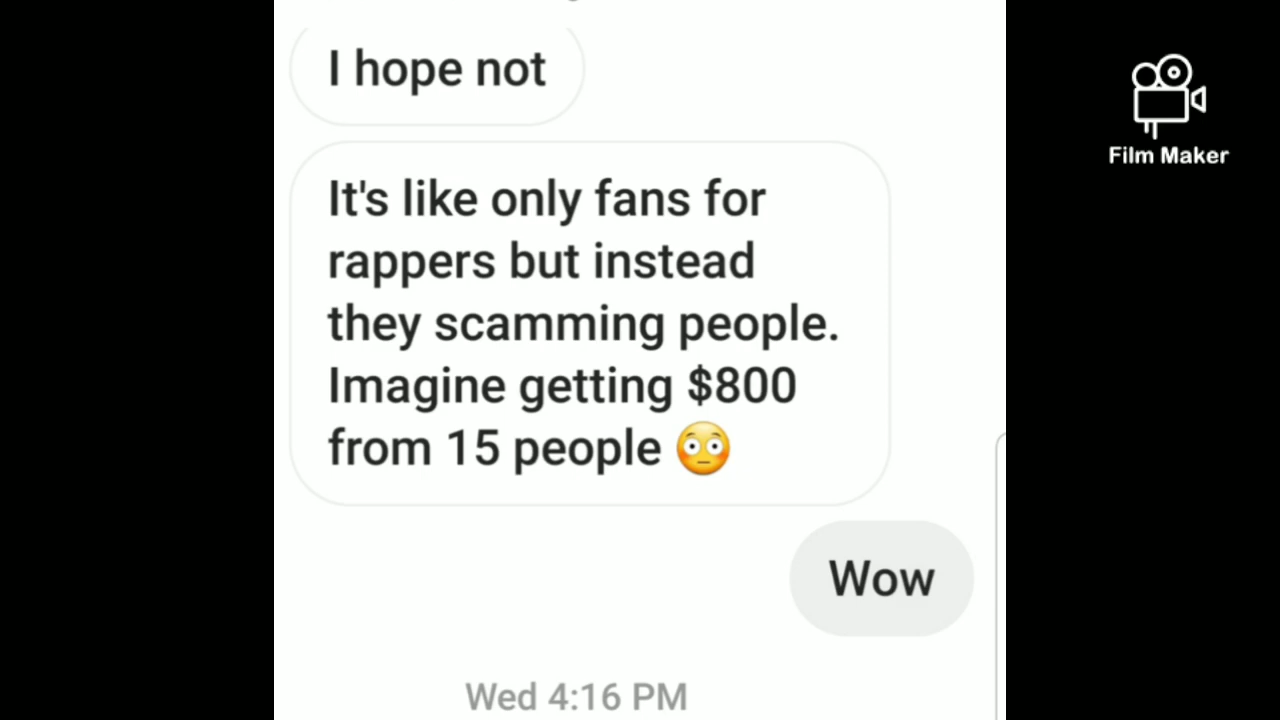 I hope not
It's like only fans for
rappers but instead
they scamming people.
Imagine getting $800
from 15 people 😳
Wow
Wed 4:16 PM
Film Maker